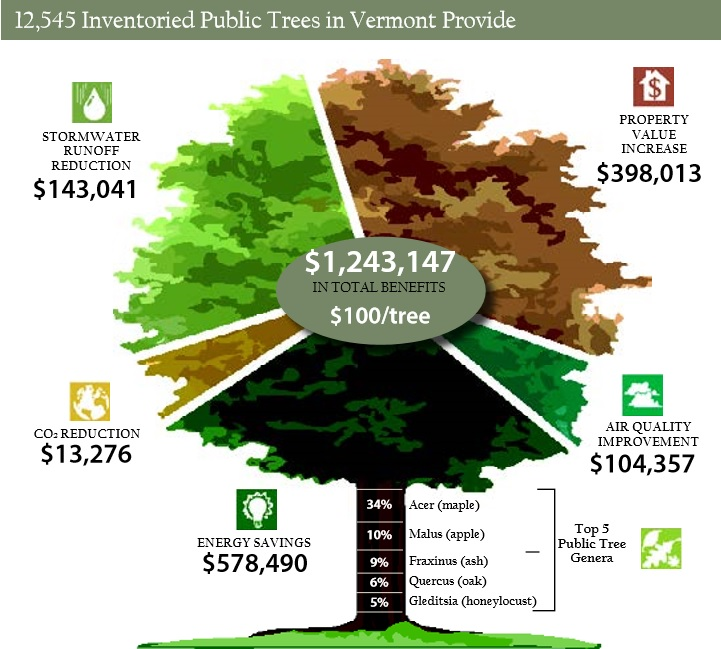 12,545 Inventoried Public Trees in Vermont Provide
STORMWATER
RUNOFF
REDUCTION
$143,041
$
PROPERTY
VALUE
INCREASE
$398,013
$1,243,147
IN TOTAL BENEFITS
$100/tree
CO₂ REDUCTION
$13,276
AIR QUALITY
IMPROVEMENT
$104,357
ENERGY SAVINGS
$578,490
34% Acer (maple)
10% Malus (apple)
9% Fraxinus (ash)
6% Quercus (oak)
5% Gleditsia (honeylocust)
Top 5
Public Tree
Genera